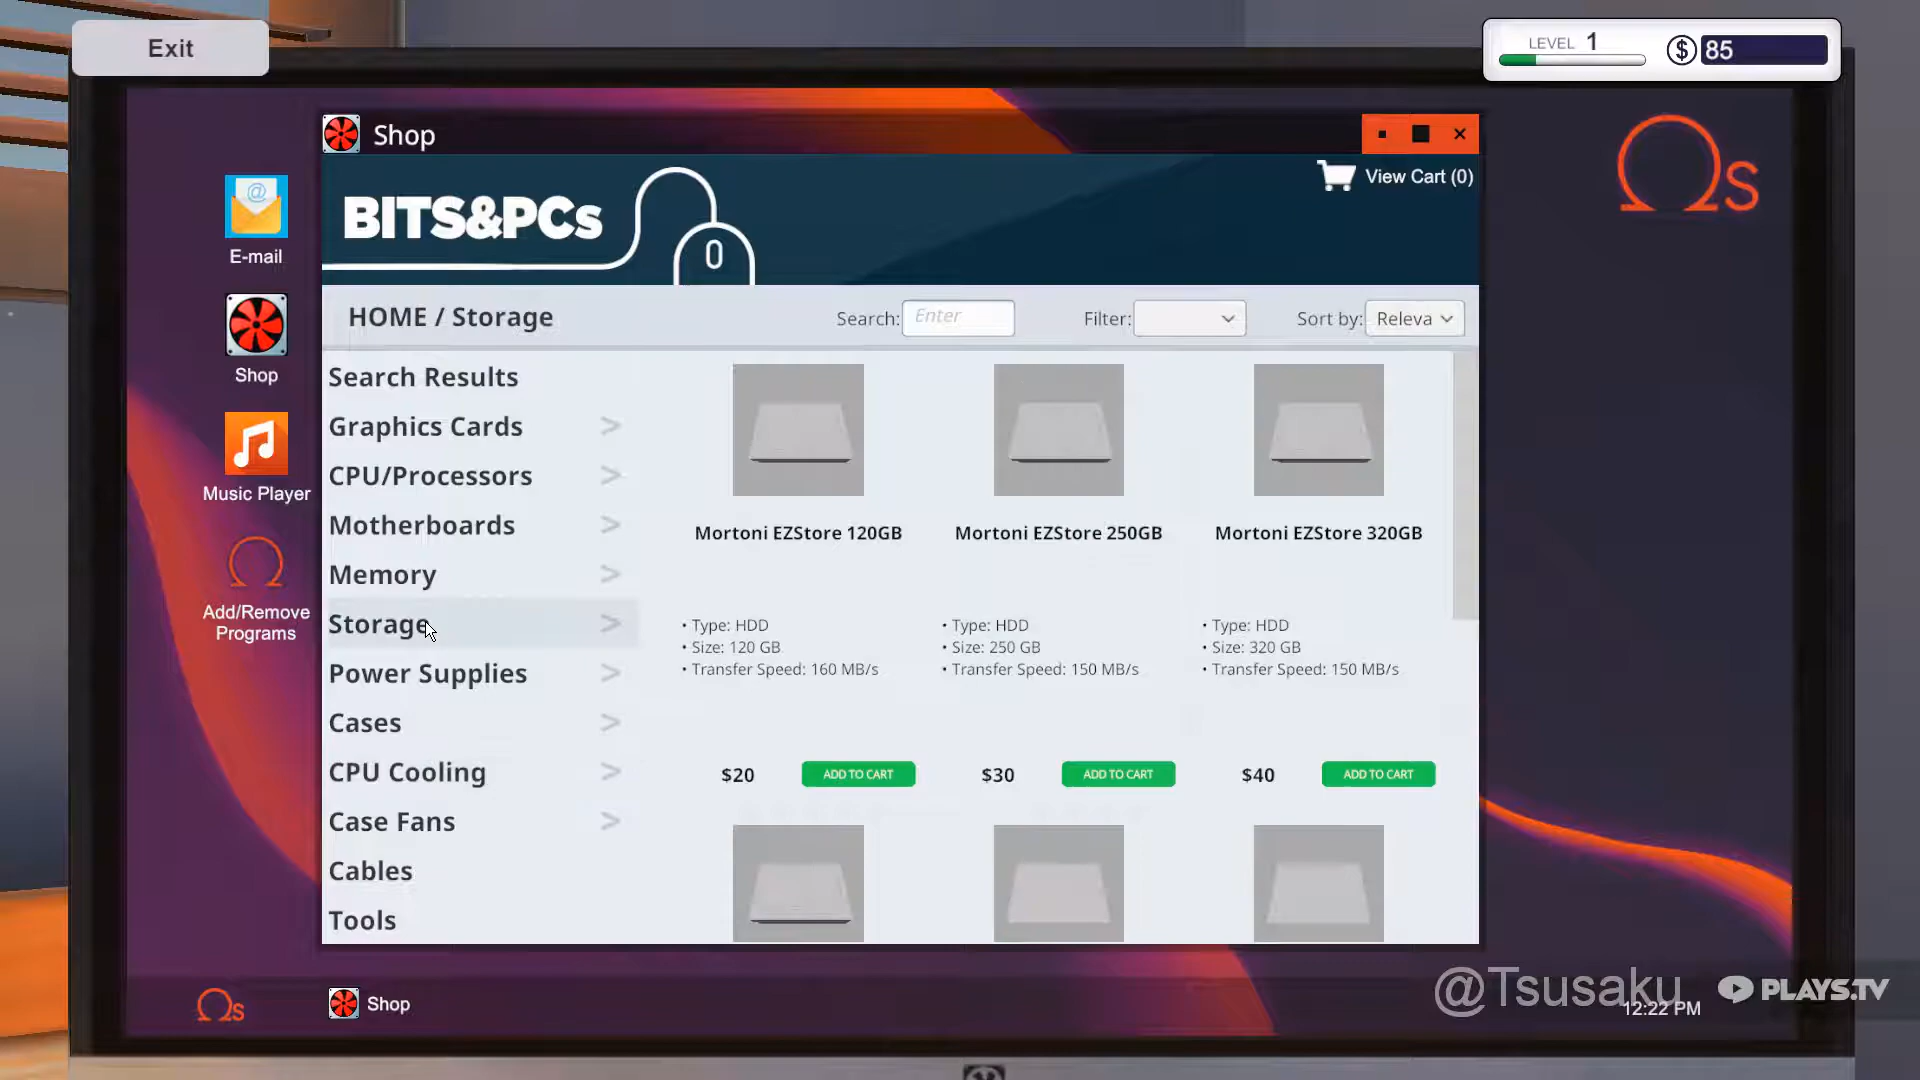 Exit
LEVEL 1
$ 85
Shop
View Cart (0)
BITS&PCs
E-mail
Shop
Music Player
Add/Remove
Programs
HOME / Storage
Search: Enter
Filter:
Sort by: Releva
Search Results
Graphics Cards >
CPU/Processors >
Motherboards >
Memory >
Storage >
Power Supplies >
Cases >
CPU Cooling >
Case Fans >
Cables
Tools
Mortoni EZStore 120GB
• Type: HDD
• Size: 120 GB
• Transfer Speed: 160 MB/s
$20 ADD TO CART
Mortoni EZStore 250GB
• Type: HDD
• Size: 250 GB
• Transfer Speed: 150 MB/s
$30 ADD TO CART
Mortoni EZStore 320GB
• Type: HDD
• Size: 320 GB
• Transfer Speed: 150 MB/s
$40 ADD TO CART
Ωs
Ωs
Shop
@Tsusaku
PLAYS.TV
12:22 PM